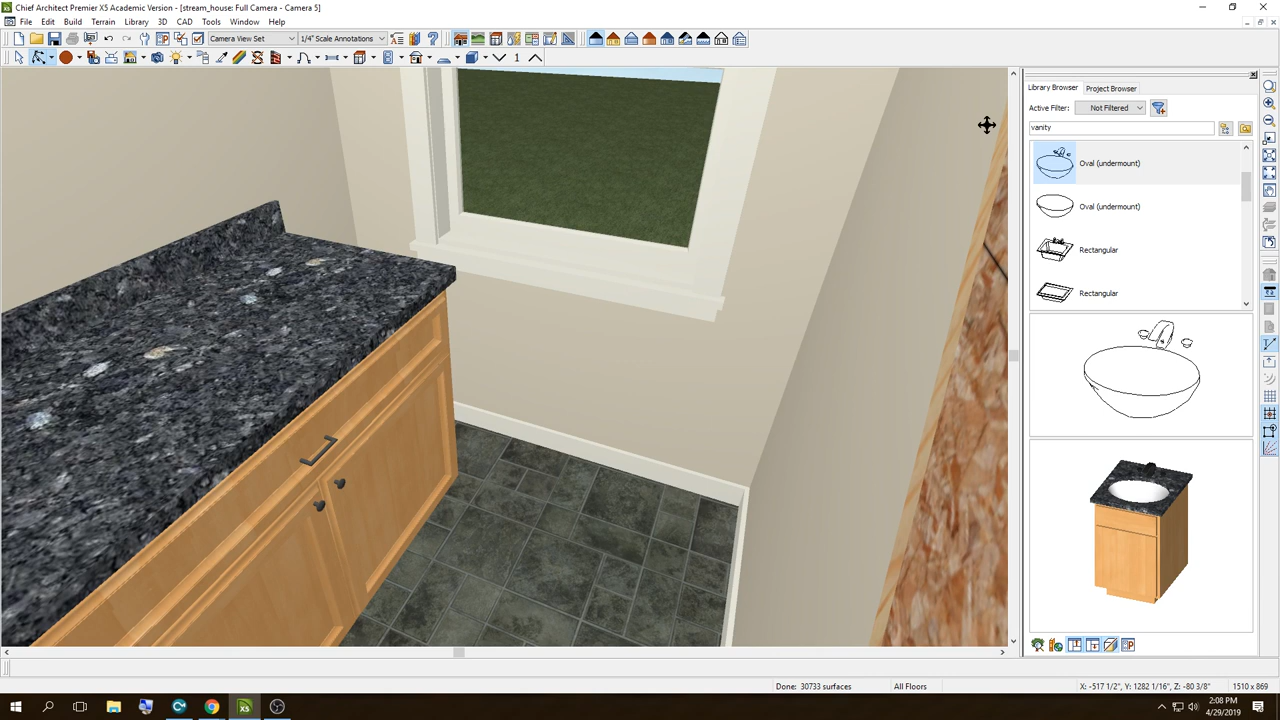 Chief Architect Premier X5 Academic Version - [stream_house: Full Camera - Camera 5]
File Edit Build Terrain Library 3D CAD Tools Window Help
Camera View Set 1/4" Scale Annotations
1
Library Browser Project Browser
Active Filter: Not Filtered
vanity
Oval (undermount)
Oval (undermount)
Rectangular
Rectangular
Done: 30733 surfaces All Floors X: -517 1/2", Y: 1282 1/16", Z: -80 3/8" 1510 x 869
X5
2:08 PM
4/29/2019